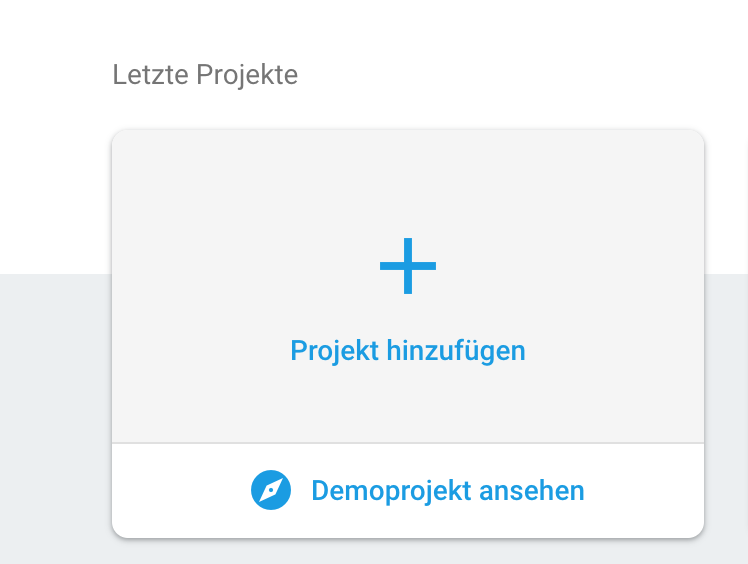 Letzte Projekte
Projekt hinzufügen
Demoprojekt ansehen